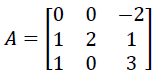 A = [0 0 -2
1 2 1
1 0 3]